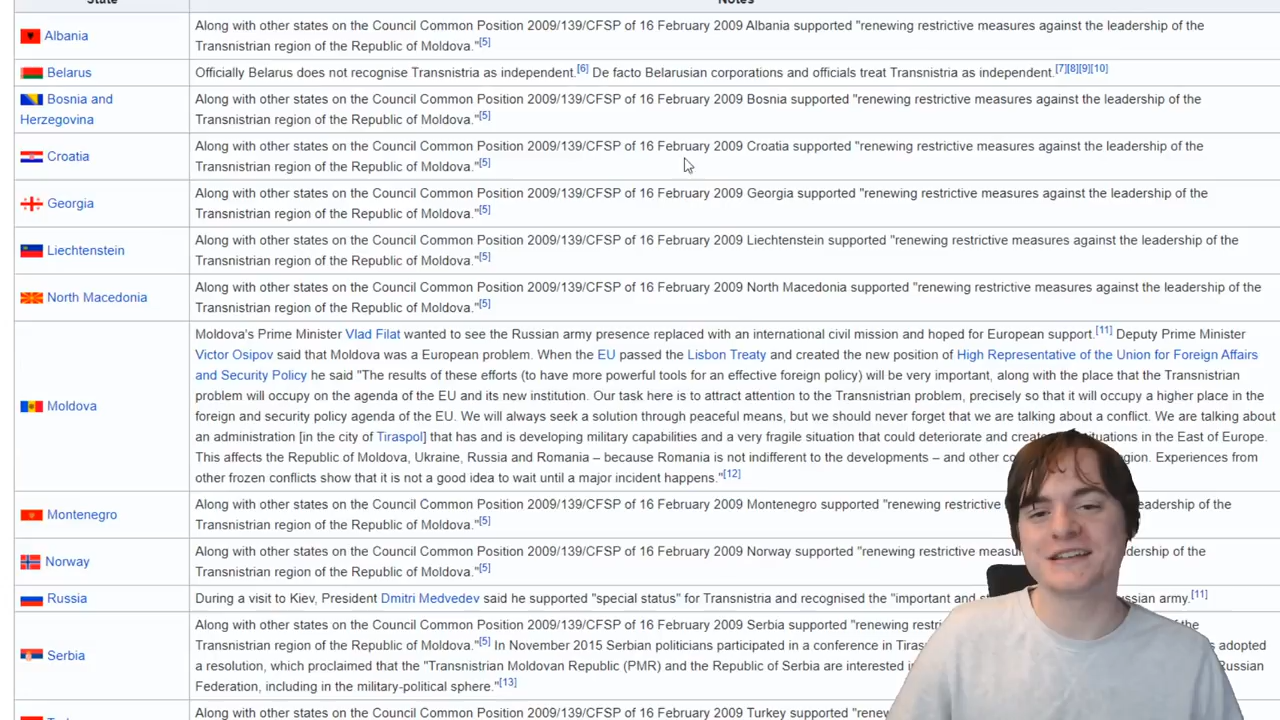 State Notes
Albania
Along with other states on the Council Common Position 2009/139/CFSP of 16 February 2009 Albania supported "renewing restrictive measures against the leadership of the
Transnistrian region of the Republic of Moldova."[5]
Belarus
Officially Belarus does not recognise Transnistria as independent.[6] De facto Belarusian corporations and officials treat Transnistria as independent.[7][8][9][10]
Bosnia and
Herzegovina
Along with other states on the Council Common Position 2009/139/CFSP of 16 February 2009 Bosnia supported "renewing restrictive measures against the leadership of the
Transnistrian region of the Republic of Moldova."[5]
Croatia
Along with other states on the Council Common Position 2009/139/CFSP of 16 February 2009 Croatia supported "renewing restrictive measures against the leadership of the
Transnistrian region of the Republic of Moldova."[5]
Georgia
Along with other states on the Council Common Position 2009/139/CFSP of 16 February 2009 Georgia supported "renewing restrictive measures against the leadership of the
Transnistrian region of the Republic of Moldova."[5]
Liechtenstein
Along with other states on the Council Common Position 2009/139/CFSP of 16 February 2009 Liechtenstein supported "renewing restrictive measures against the leadership of the
Transnistrian region of the Republic of Moldova."[5]
North Macedonia
Along with other states on the Council Common Position 2009/139/CFSP of 16 February 2009 North Macedonia supported "renewing restrictive measures against the leadership of the
Transnistrian region of the Republic of Moldova."[5]
Moldova
Moldova's Prime Minister Vlad Filat wanted to see the Russian army presence replaced with an international civil mission and hoped for European support.[11] Deputy Prime Minister
Victor Osipov said that Moldova was a European problem. When the EU passed the Lisbon Treaty and created the new position of High Representative of the Union for Foreign Affairs
and Security Policy he said "The results of these efforts (to have more powerful tools for an effective foreign policy) will be very important, along with the place that the Transnistrian
problem will occupy on the agenda of the EU and its new institution. Our task here is to attract attention to the Transnistrian problem, precisely so that it will occupy a higher place in the
foreign and security policy agenda of the EU. We will always seek a solution through peaceful means, but we should never forget that we are talking about a conflict. We are talking about
an administration [in the city of Tiraspol] that has and is developing military capabilities and a very fragile situation that could deteriorate and in the East of Europe.
This affects the Republic of Moldova, Ukraine, Russia and Romania – because Romania is not indifferent to the developments – and other Experiences from
other frozen conflicts show that it is not a good idea to wait until a major incident happens."[12]
Montenegro
Along with other states on the Council Common Position 2009/139/CFSP of 16 February 2009 Montenegro supported "renewing restrictive of the
Transnistrian region of the Republic of Moldova."[5]
Norway
Along with other states on the Council Common Position 2009/139/CFSP of 16 February 2009 Norway supported "renewing restrictive of the
Transnistrian region of the Republic of Moldova."[5]
Russia
During a visit to Kiev, President Dmitri Medvedev said he supported "special status" for Transnistria and recognised the "important and army.[11]
Serbia
Along with other states on the Council Common Position 2009/139/CFSP of 16 February 2009 Serbia supported "renewing of the
Transnistrian region of the Republic of Moldova."[5] In November 2015 Serbian politicians participated in a conference in adopted
a resolution, which proclaimed that the "Transnistrian Moldovan Republic (PMR) and the Republic of Serbia are interested Russian
Federation, including in the military-political sphere."[13]
Along with other states on the Council Common Position 2009/139/CFSP of 16 February 2009 Turkey supported